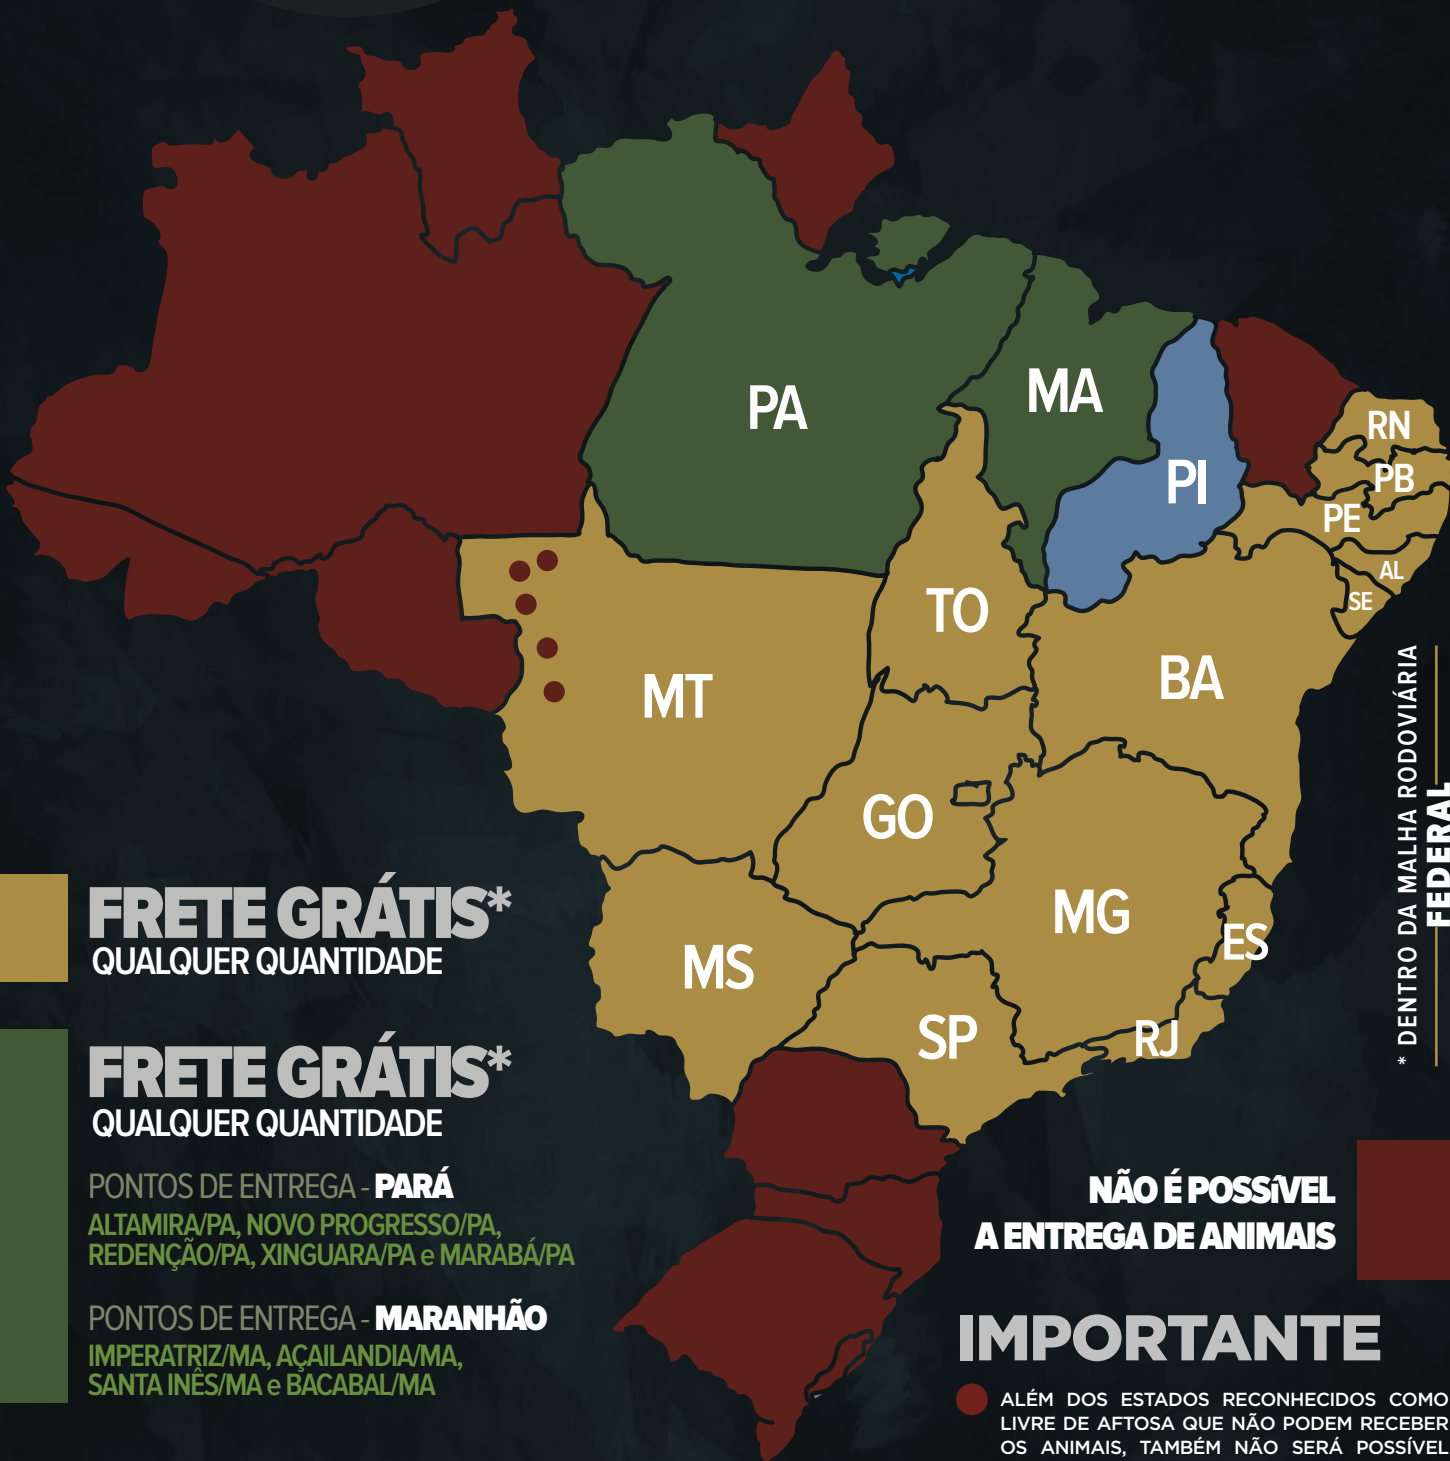 PA
MA
PI
RN
PB
PE
AL
SE
TO
BA
MT
GO
MG
ES
MS
SP
RJ
* DENTRO DA MALHA RODOVIÁRIA
FEDERAL
FRETE GRÁTIS*
QUALQUER QUANTIDADE
FRETE GRÁTIS*
QUALQUER QUANTIDADE
PONTOS DE ENTREGA - PARÁ
ALTAMIRA/PA, NOVO PROGRESSO/PA,
REDENÇÃO/PA, XINGUARA/PA e MARABÁ/PA
PONTOS DE ENTREGA - MARANHÃO
IMPERATRIZ/MA, AÇAILANDIA/MA,
SANTA INÊS/MA e BACABAL/MA
NÃO É POSSíVEL
A ENTREGA DE ANIMAIS
IMPORTANTE
ALÉM DOS ESTADOS RECONHECIDOS COMO
LIVRE DE AFTOSA QUE NÃO PODEM RECEBER
OS ANIMAIS, TAMBÉM NÃO SERÁ POSSÍVEL